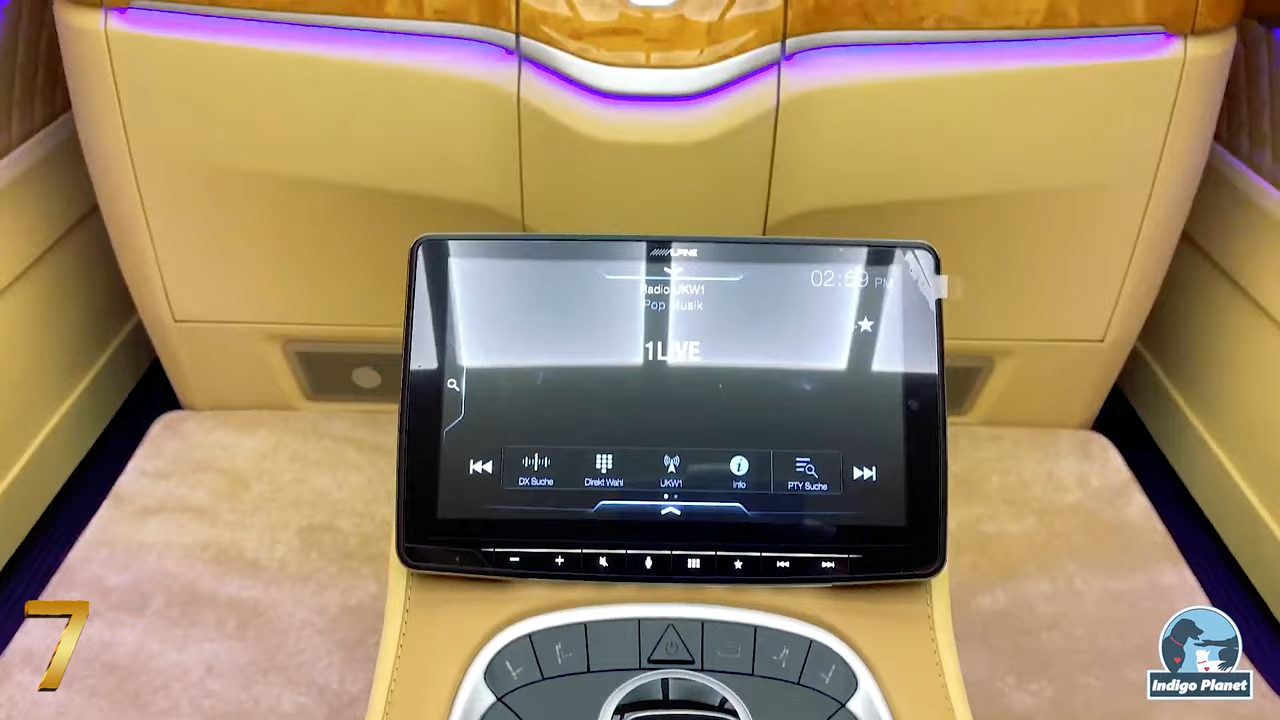 ALPINE
02:59 PM
Radio UKW1
Pop Musik
1LIVE
DX Suche
Direkt Wahl
UKW1
Info
PTY Suche
7
Indigo Planet